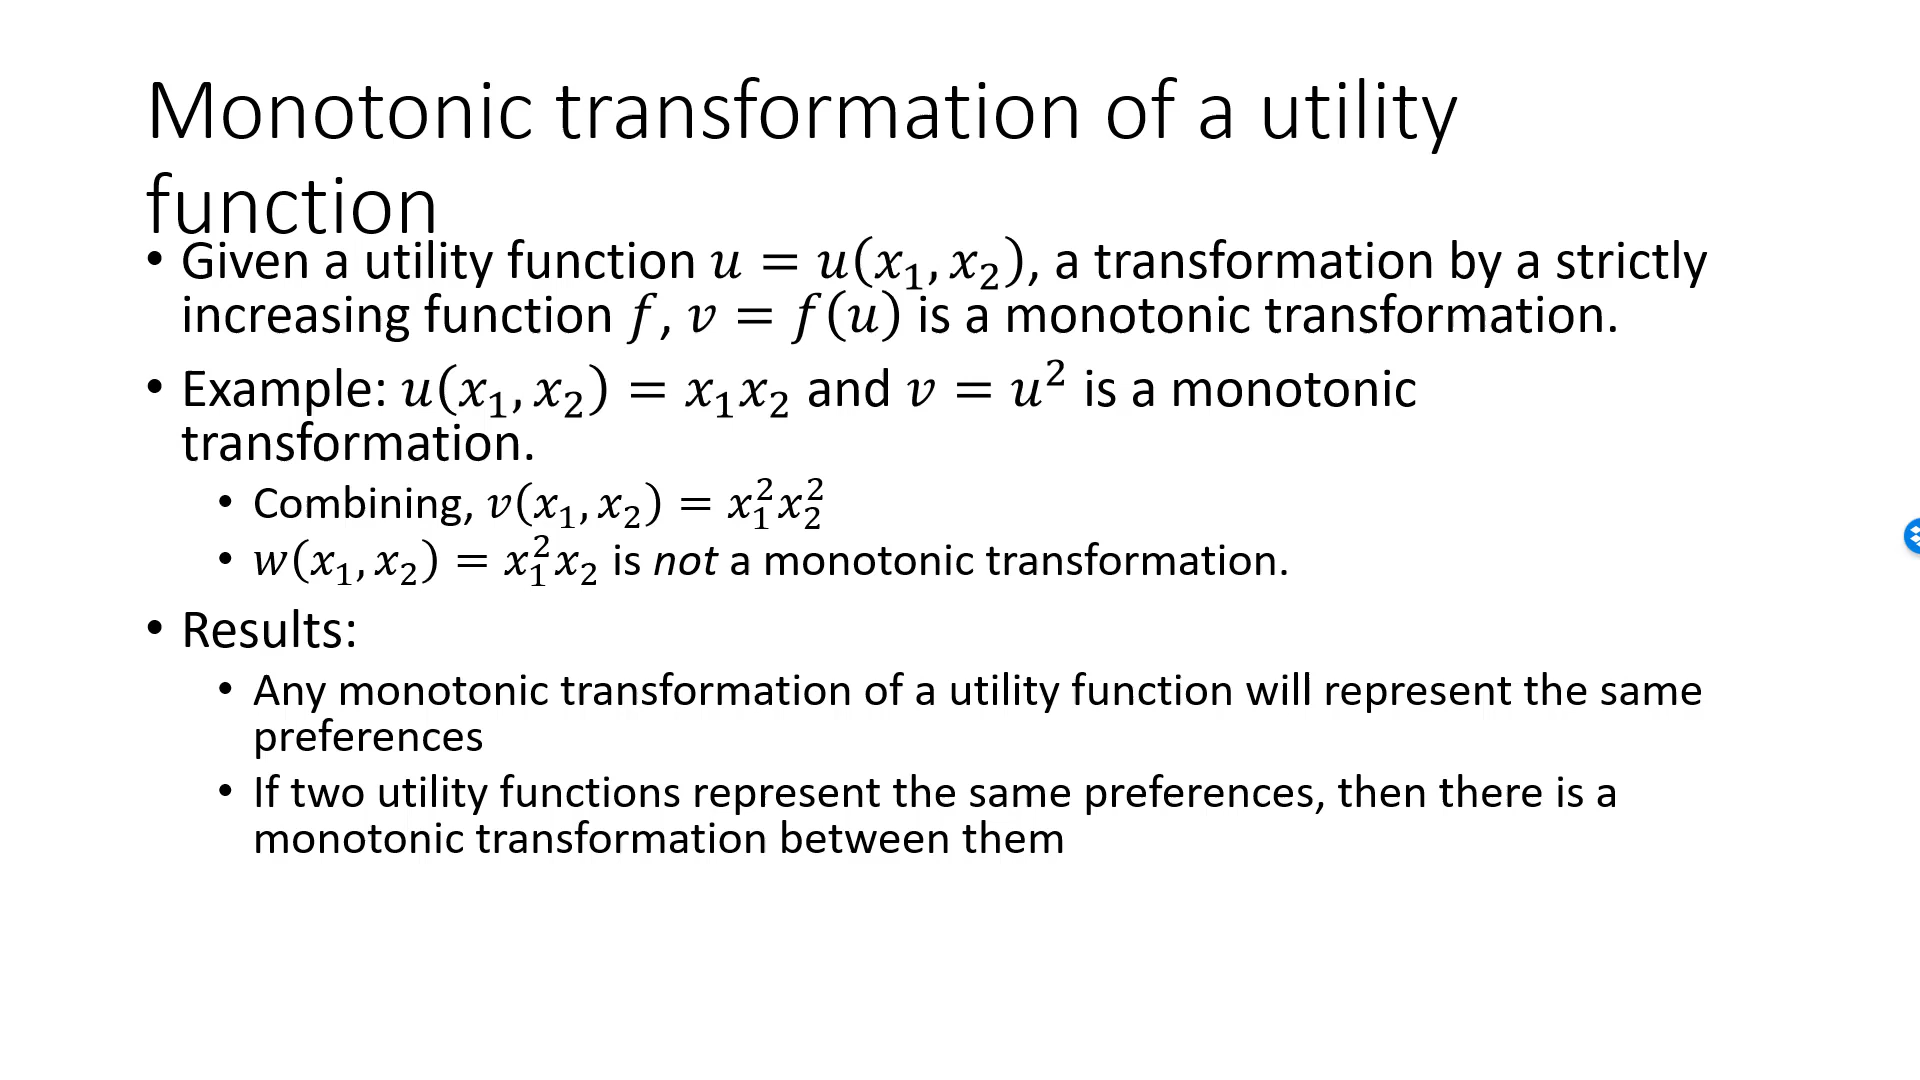 Monotonic transformation of a utility
function
• Given a utility function 𝑢 = 𝑢(𝑥₁, 𝑥₂), a transformation by a strictly
increasing function 𝑓, 𝑣 = 𝑓(𝑢) is a monotonic transformation.
• Example: 𝑢(𝑥₁, 𝑥₂) = 𝑥₁𝑥₂ and 𝑣 = 𝑢² is a monotonic
transformation.
• Combining, 𝑣(𝑥₁, 𝑥₂) = 𝑥₁²𝑥₂²
• 𝑤(𝑥₁, 𝑥₂) = 𝑥₁²𝑥₂ is not a monotonic transformation.
• Results:
• Any monotonic transformation of a utility function will represent the same
preferences
• If two utility functions represent the same preferences, then there is a
monotonic transformation between them